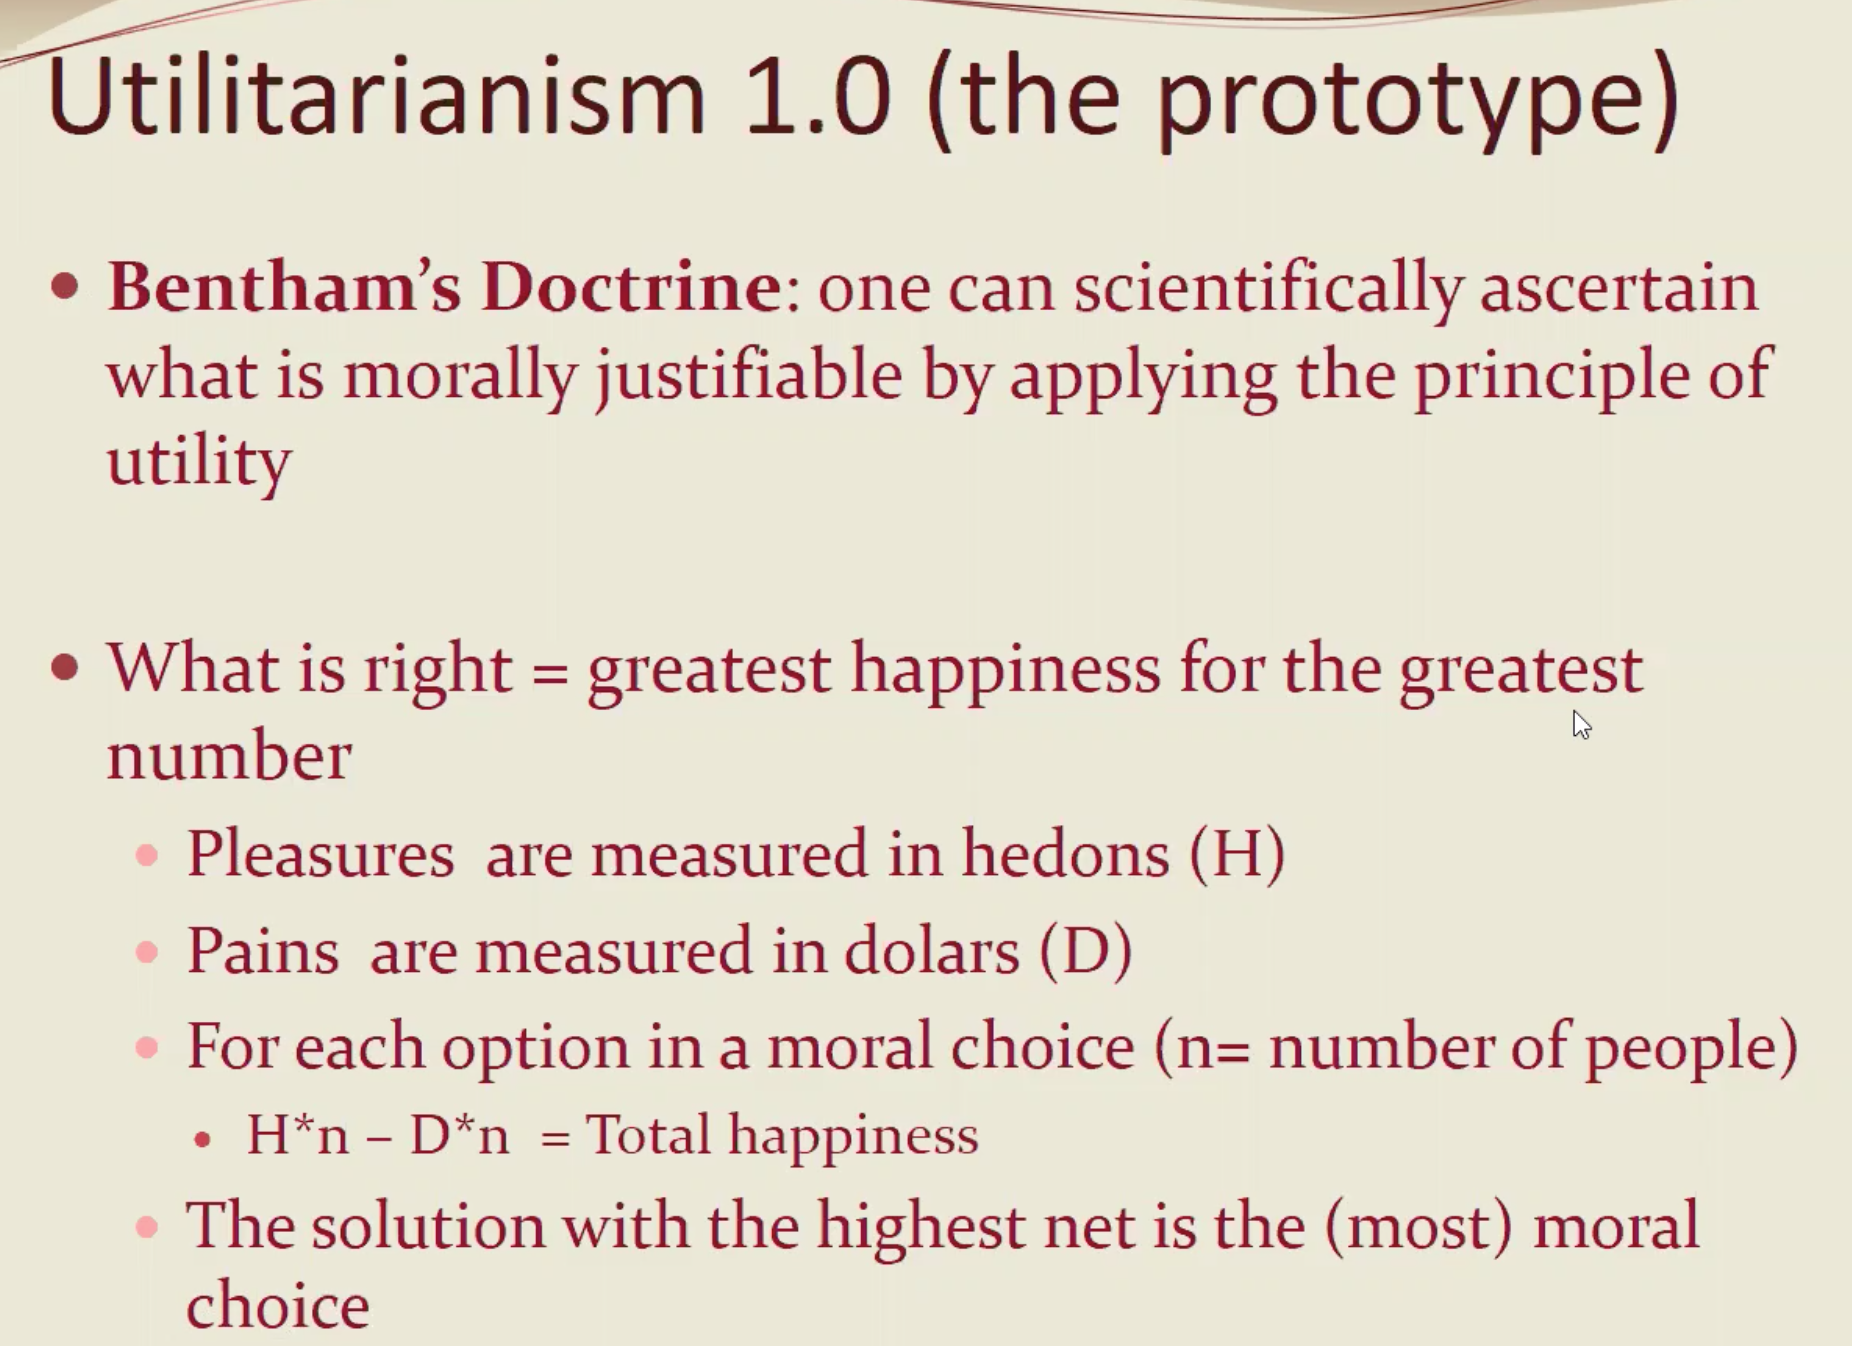 Utilitarianism 1.0 (the prototype)
• Bentham’s Doctrine: one can scientifically ascertain
what is morally justifiable by applying the principle of
utility
• What is right = greatest happiness for the greatest
number
• Pleasures  are measured in hedons (H)
• Pains  are measured in dolars (D)
• For each option in a moral choice (n= number of people)
• H*n – D*n  = Total happiness
• The solution with the highest net is the (most) moral
choice